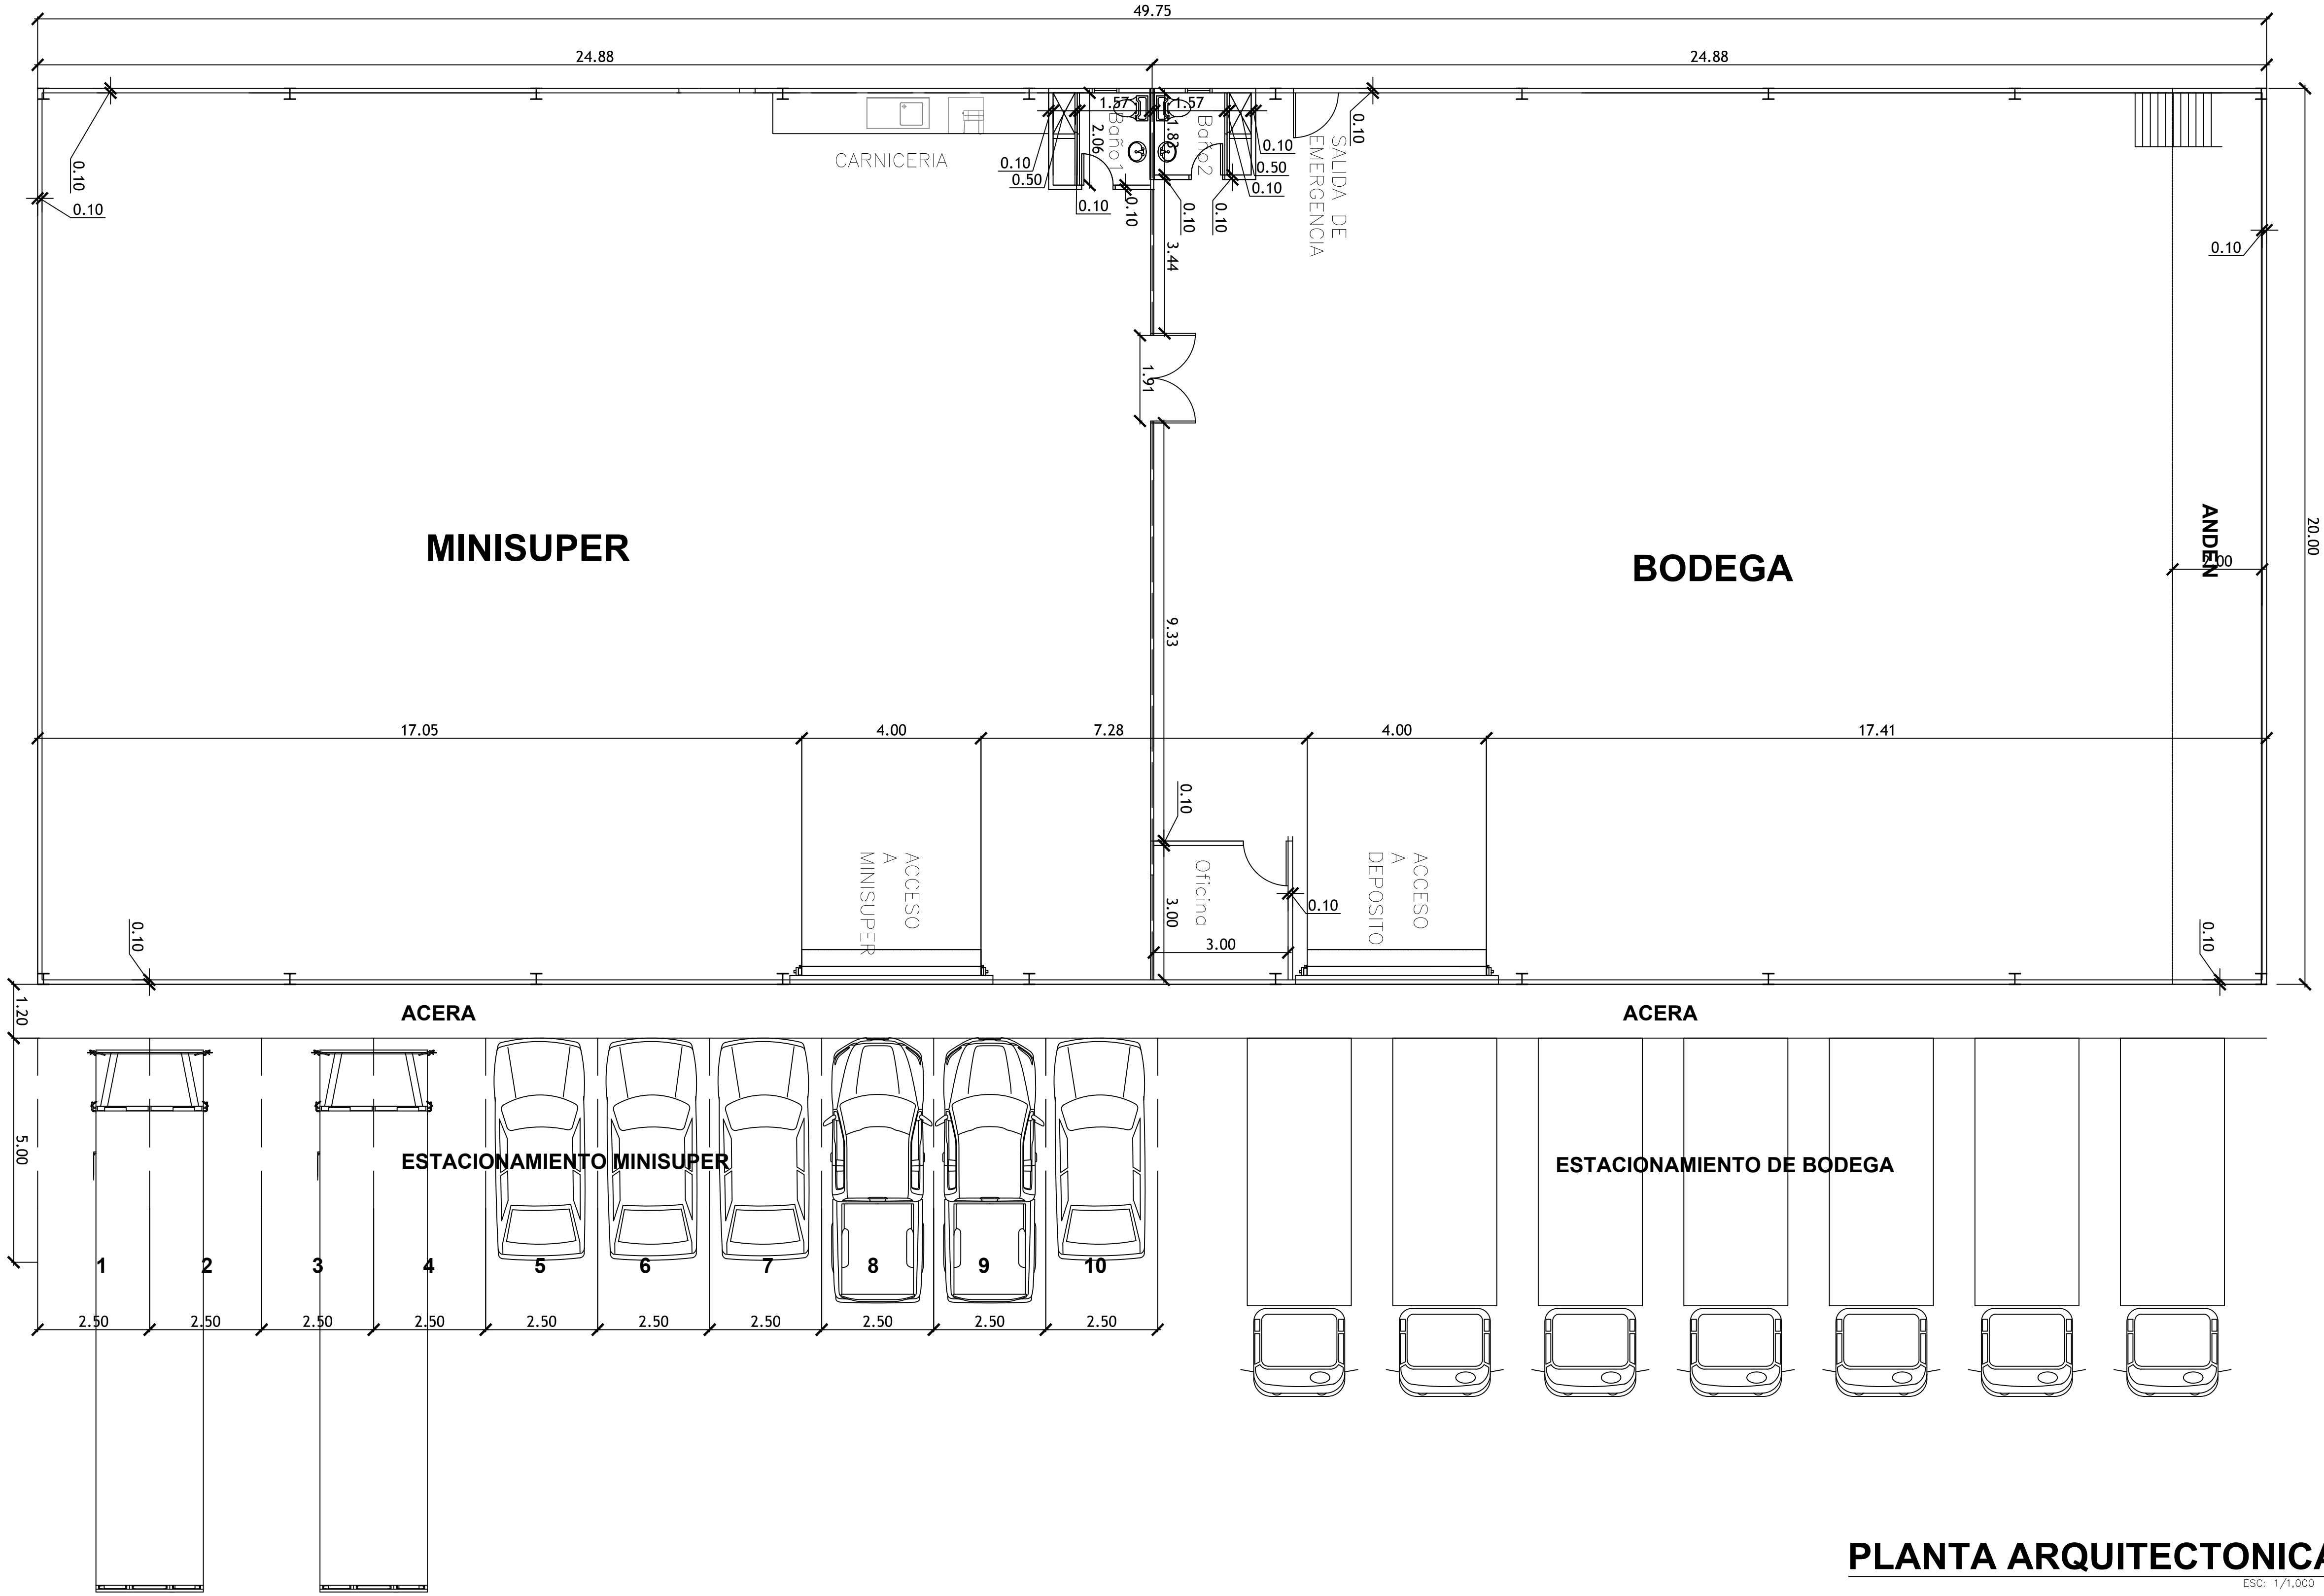 49.75
24.88
24.88
1.57
1.57
Baño1
Baño2
2.06
1.83
CARNICERIA
SALIDA DE
EMERGENCIA
0.10
0.10
0.10
0.10
0.50
0.10
0.10
0.10
0.10
0.10
0.50
0.10
0.10
0.10
3.44
1.91
MINISUPER
BODEGA
ANDEN
20.00
9.33
17.05
4.00
7.28
4.00
17.41
0.10
ACCESO
A
MINISUPER
Oficina
ACCESO
A
DEPOSITO
0.10
3.00
3.00
0.10
0.10
1.20
ACERA
ACERA
5.00
ESTACIONAMIENTO MINISUPER
ESTACIONAMIENTO DE BODEGA
1
2
3
4
5
6
7
8
9
10
2.50
2.50
2.50
2.50
2.50
2.50
2.50
2.50
2.50
2.50
PLANTA ARQUITECTONICA
ESC: 1/1,000